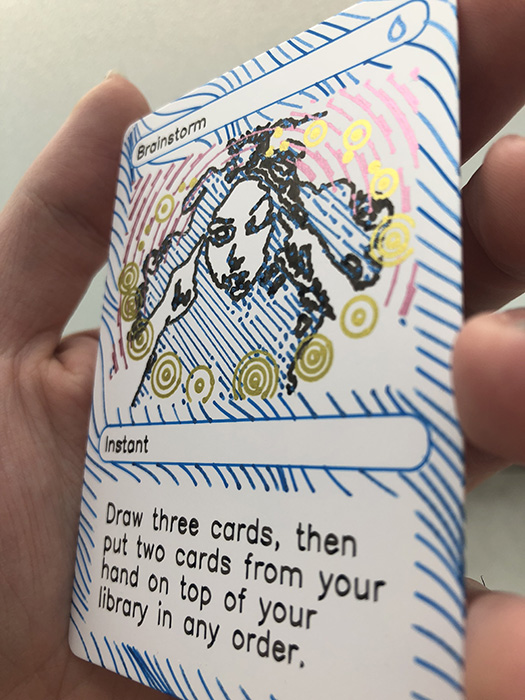 Brainstorm
Instant
Draw three cards, then
put two cards from your
hand on top of your
library in any order.